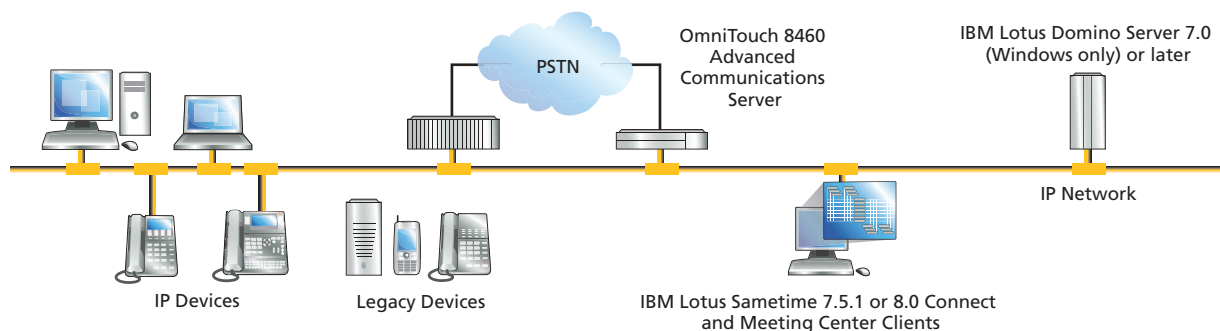 OmniTouch 8460
Advanced
Communications
Server
IBM Lotus Domino Server 7.0
(Windows only) or later
PSTN
IP Network
IP Devices
Legacy Devices
IBM Lotus Sametime 7.5.1 or 8.0 Connect
and Meeting Center Clients